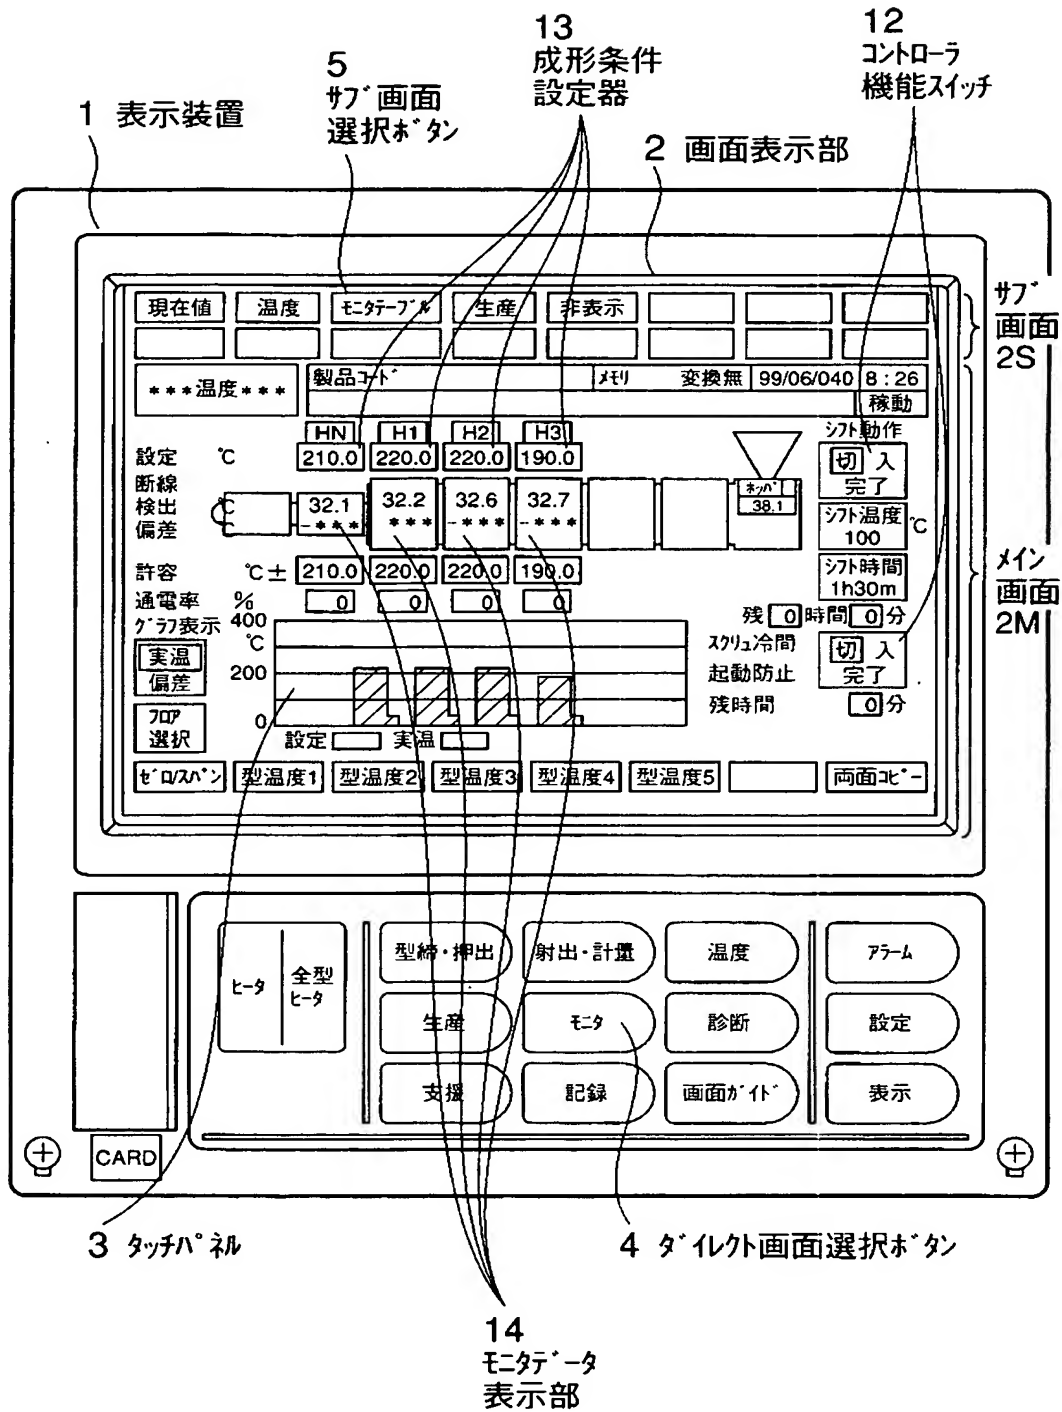 13
成形条件
設定器
12
コントローラ
機能スイッチ
5
サブ画面
選択ボタン
1 表示装置
2 画面表示部
現在値 温度 モニタテーブル 生産 非表示
サブ
画面
2S
***温度***
製品コード メモリ 変換無 99/06/040 8:26
稼動
HN H1 H2 H3
シフト動作
設定 ℃ 210.0 220.0 220.0 190.0
切 入
完了
断線
検出 ℃ 32.1 32.2 32.6 32.7
ホッパ
38.1
偏差 ℃ -*** *** -*** -***
シフト温度
100 ℃
許容 ℃± 210.0 220.0 220.0 190.0
シフト時間
1h30m
メイン
画面
2M
通電率 % 0 0 0 0
残 0 時間 0 分
グラフ表示 400
℃
200
0
実温
偏差
スクリュ冷間
起動防止
切 入
完了
残時間 0 分
フロア
選択
設定 実温
ゼロ/スパン 型温度1 型温度2 型温度3 型温度4 型温度5 両面コピー
ヒータ 全型
ヒータ
型締・押出 射出・計量 温度 アラーム
生産 モニタ 診断 設定
支援 記録 画面ガイド 表示
CARD
3 タッチパネル
4 ダイレクト画面選択ボタン
14
モニタデータ
表示部